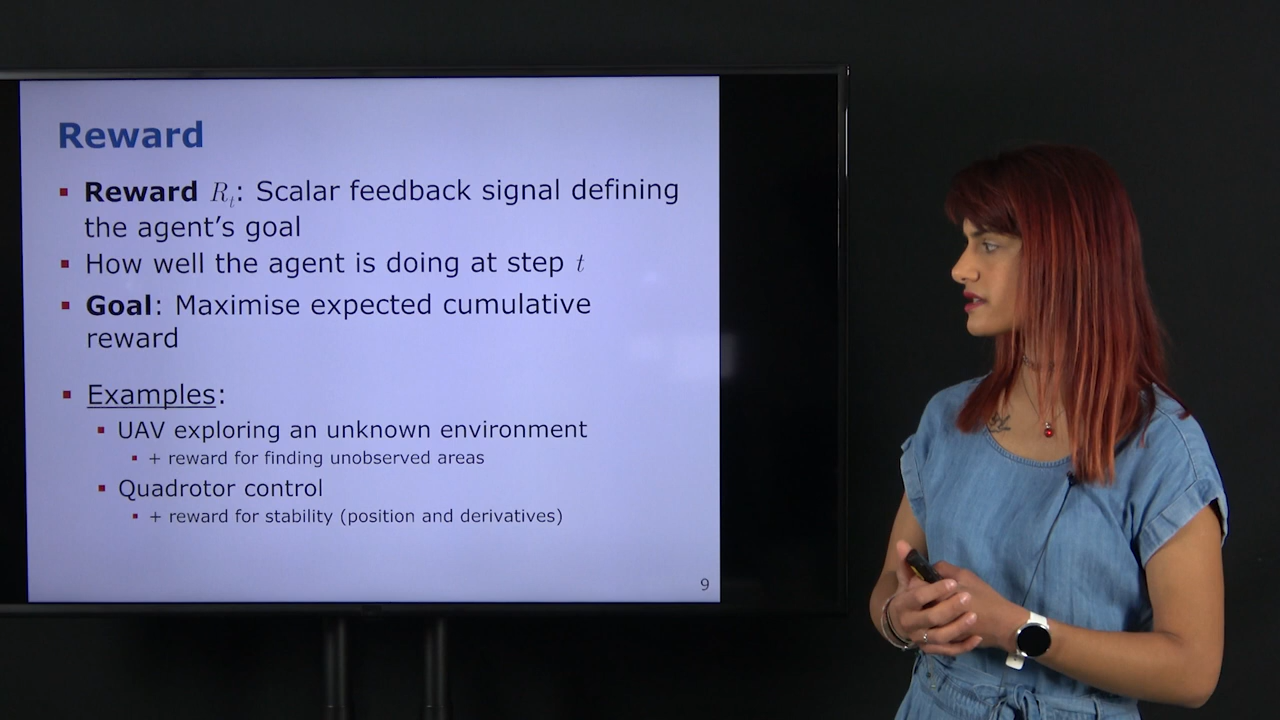 Reward
▪ Reward Rt: Scalar feedback signal defining
the agent’s goal
▪ How well the agent is doing at step t
▪ Goal: Maximise expected cumulative
reward
▪ Examples:
▪ UAV exploring an unknown environment
▪ + reward for finding unobserved areas
▪ Quadrotor control
▪ + reward for stability (position and derivatives)
9